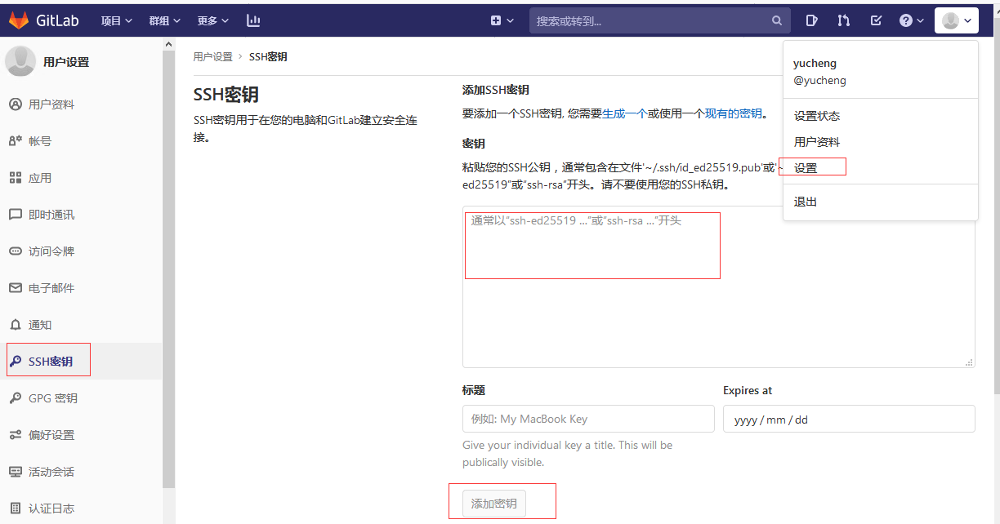 GitLab 项目 群组 更多 搜索或转到...
用户设置
用户资料
帐号
应用
即时通讯
访问令牌
电子邮件
通知
SSH密钥
GPG 密钥
偏好设置
活动会话
认证日志
用户设置 › SSH密钥
SSH密钥
SSH密钥用于在您的电脑和GitLab建立安全连
接。
添加SSH密钥
要添加一个SSH密钥, 您需要生成一个或使用一个现有的密钥。
密钥
粘贴您的SSH公钥，通常包含在文件'~/.ssh/id_ed25519.pub'或'~
ed25519”或“ssh-rsa”开头。请不要使用您的SSH私钥。
通常以“ssh-ed25519 ...”或“ssh-rsa ...”开头
标题
例如: My MacBook Key
Give your individual key a title. This will be
publically visible.
Expires at
yyyy / mm / dd
添加密钥
yucheng
@yucheng
设置状态
用户资料
设置
退出